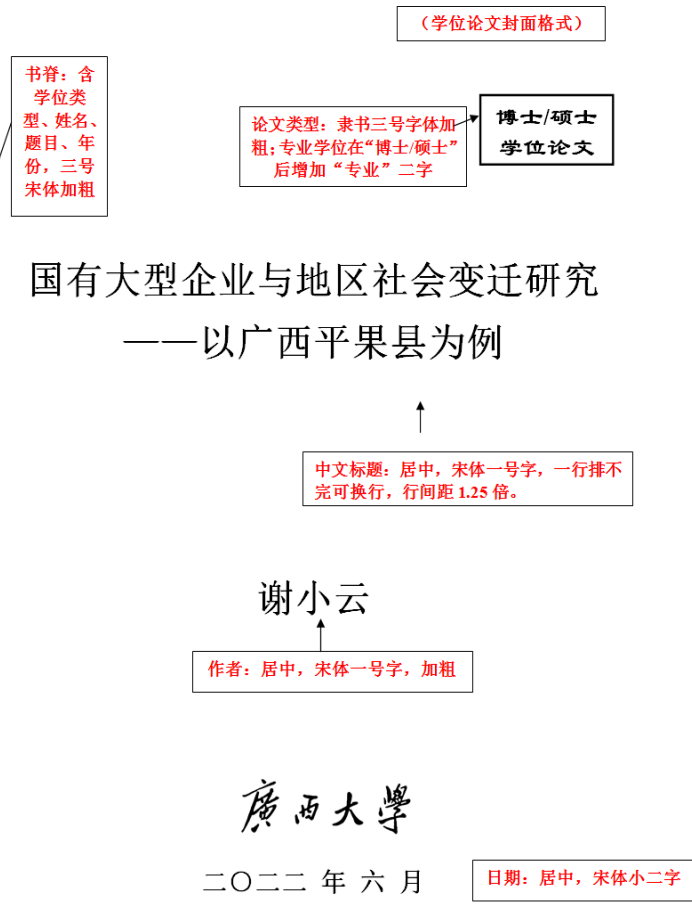 （学位论文封面格式）
书脊：含
学位类
型、姓名、
题目、年
份，三号
宋体加粗
论文类型：隶书三号字体加
粗；专业学位在“博士/硕士”
后增加“专业”二字
博士/硕士
学位论文
国有大型企业与地区社会变迁研究
——以广西平果县为例
中文标题：居中，宋体一号字，一行排不
完可换行，行间距 1.25 倍。
谢小云
作者：居中，宋体一号字，加粗
廣西大學
二〇二二 年 六 月
日期：居中，宋体小二字